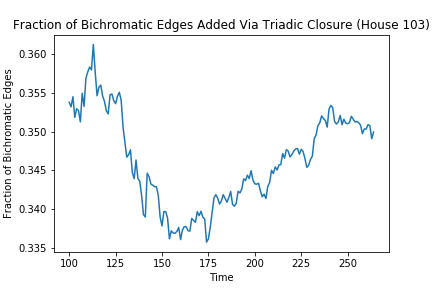 Fraction of Bichromatic Edges Added Via Triadic Closure (House 103)
Fraction of Bichromatic Edges
0.360
0.355
0.350
0.345
0.340
0.335
100 125 150 175 200 225 250
Time